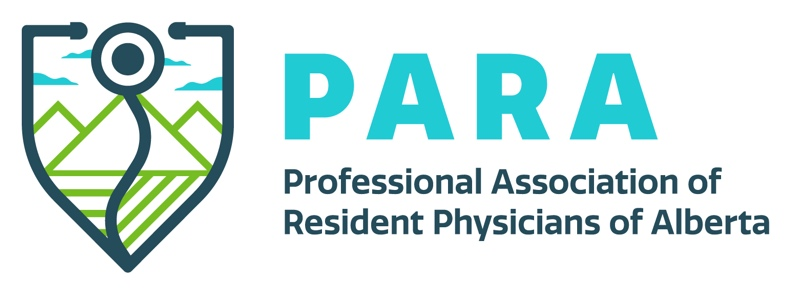 PARA
Professional Association of
Resident Physicians of Alberta